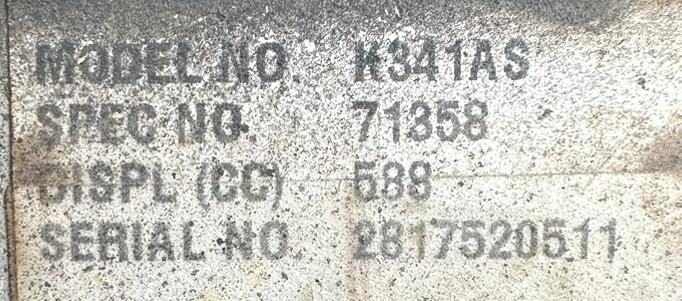 MODEL NO. K341AS
SPEC NO. 71358
DISPL (CC) 588
SERIAL NO. 2817520511